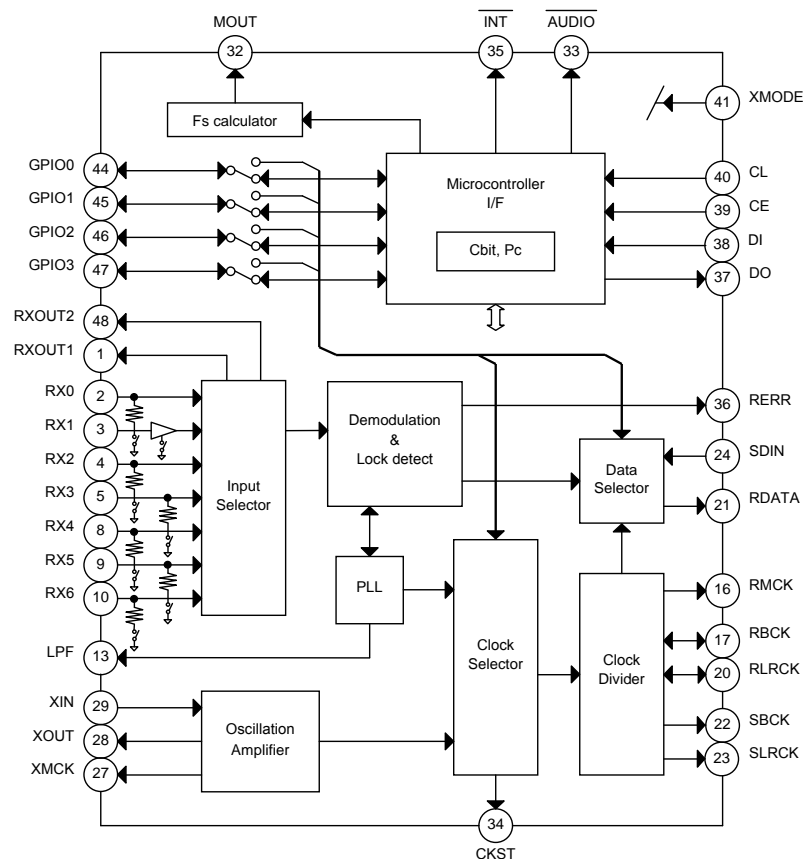 MOUT
INT
AUDIO
32
35
33
41
XMODE
Fs calculator
GPIO0
44
GPIO1
45
GPIO2
46
GPIO3
47
Microcontroller
I/F
Cbit, Pc
40
CL
39
CE
38
DI
37
DO
RXOUT2
48
RXOUT1
1
RX0
2
RX1
3
RX2
4
RX3
5
RX4
8
RX5
9
RX6
10
LPF
13
Input
Selector
Demodulation
&
Lock detect
36
RERR
24
SDIN
21
RDATA
Data
Selector
PLL
Clock
Selector
Clock
Divider
16
RMCK
17
RBCK
20
RLRCK
22
SBCK
23
SLRCK
XIN
29
XOUT
28
XMCK
27
Oscillation
Amplifier
34
CKST